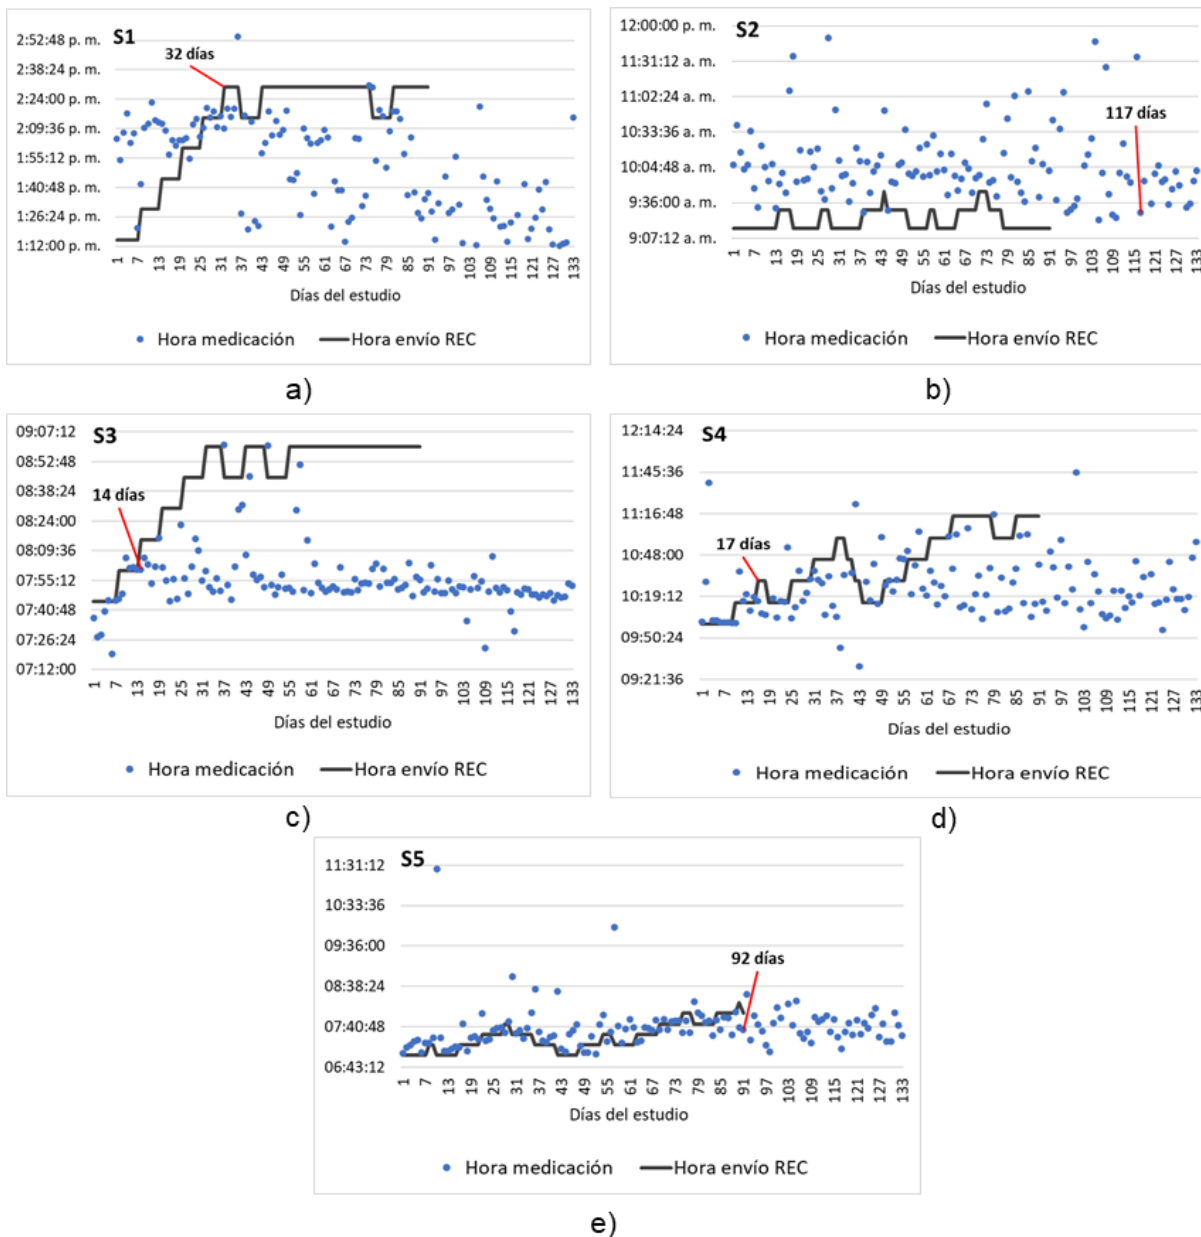 S1
2:52:48 p. m.
2:38:24 p. m.
2:24:00 p. m.
2:09:36 p. m.
1:55:12 p. m.
1:40:48 p. m.
1:26:24 p. m.
1:12:00 p. m.
32 días
1 7 13 19 25 31 37 43 49 55 61 67 73 79 85 91 97 103 109 115 121 127 133
Días del estudio
Hora medicación Hora envío REC
a)
S2
12:00:00 p. m.
11:31:12 a. m.
11:02:24 a. m.
10:33:36 a. m.
10:04:48 a. m.
9:36:00 a. m.
9:07:12 a. m.
117 días
1 7 13 19 25 31 37 43 49 55 61 67 73 79 85 91 97 103 109 115 121 127 133
Días del estudio
Hora medicación Hora envío REC
b)
S3
09:07:12
08:52:48
08:38:24
08:24:00
08:09:36
07:55:12
07:40:48
07:26:24
07:12:00
14 días
1 7 13 19 25 31 37 43 49 55 61 67 73 79 85 91 97 103 109 115 121 127 133
Días del estudio
Hora medicación Hora envío REC
c)
S4
12:14:24
11:45:36
11:16:48
10:48:00
10:19:12
09:50:24
09:21:36
17 días
1 7 13 19 25 31 37 43 49 55 61 67 73 79 85 91 97 103 109 115 121 127 133
Días del estudio
Hora medicación Hora envío REC
d)
S5
11:31:12
10:33:36
09:36:00
08:38:24
07:40:48
06:43:12
92 días
1 7 13 19 25 31 37 43 49 55 61 67 73 79 85 91 97 103 109 115 121 127 133
Días del estudio
Hora medicación Hora envío REC
e)